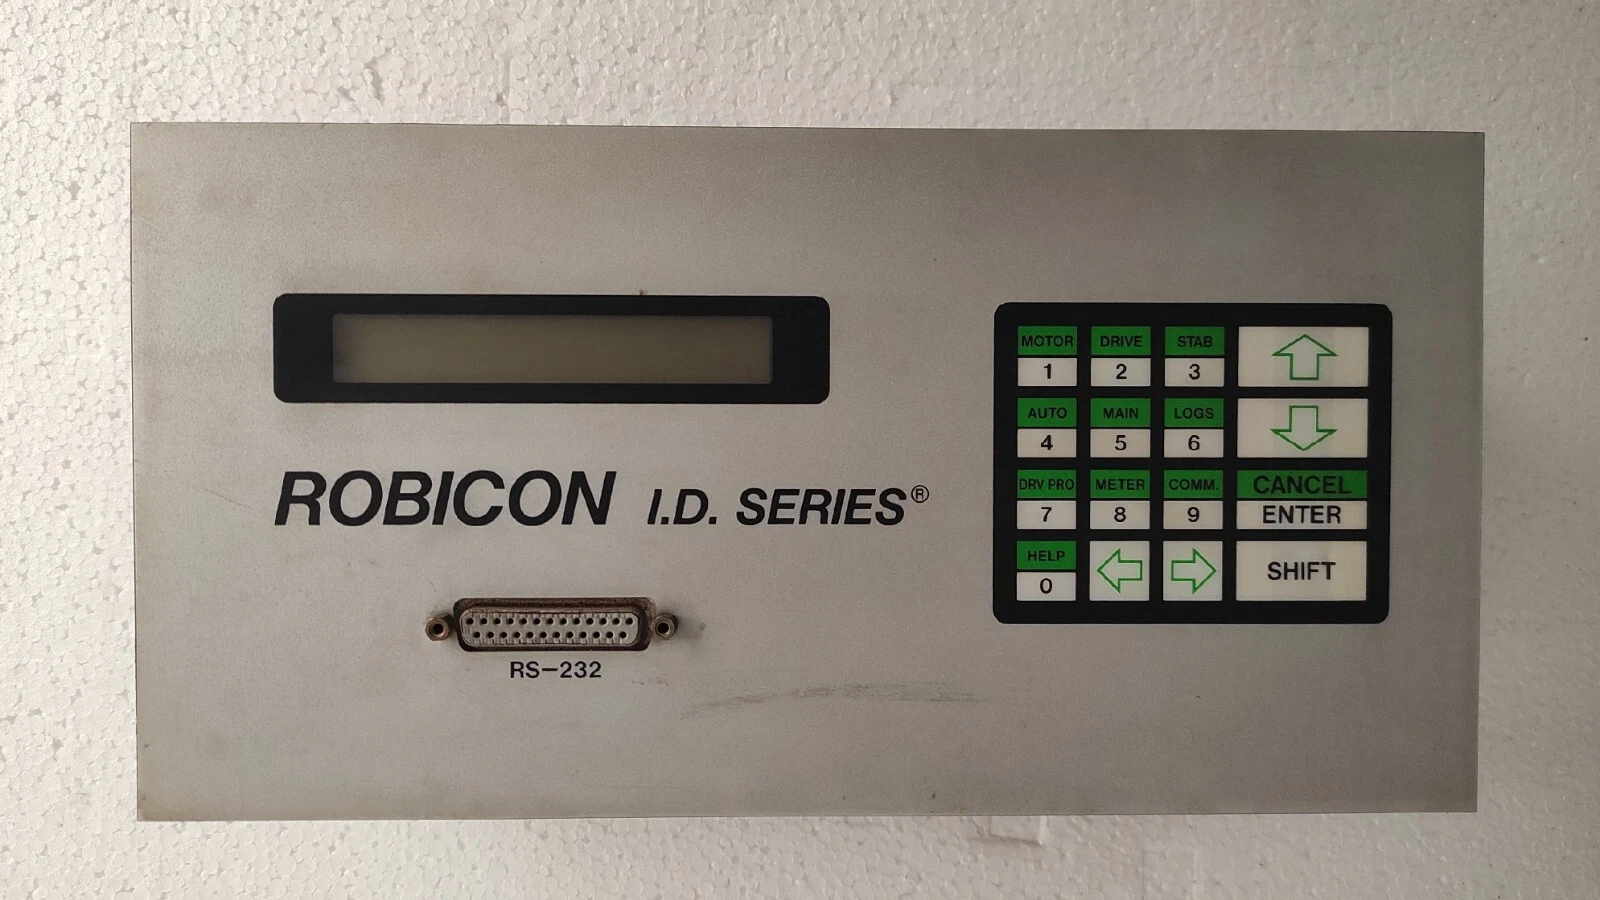 ROBICON I.D. SERIES®
RS-232
MOTOR DRIVE STAB
1 2 3
AUTO MAIN LOGS
4 5 6
DRV PRO METER COMM. CANCEL
7 8 9 ENTER
HELP
0 SHIFT